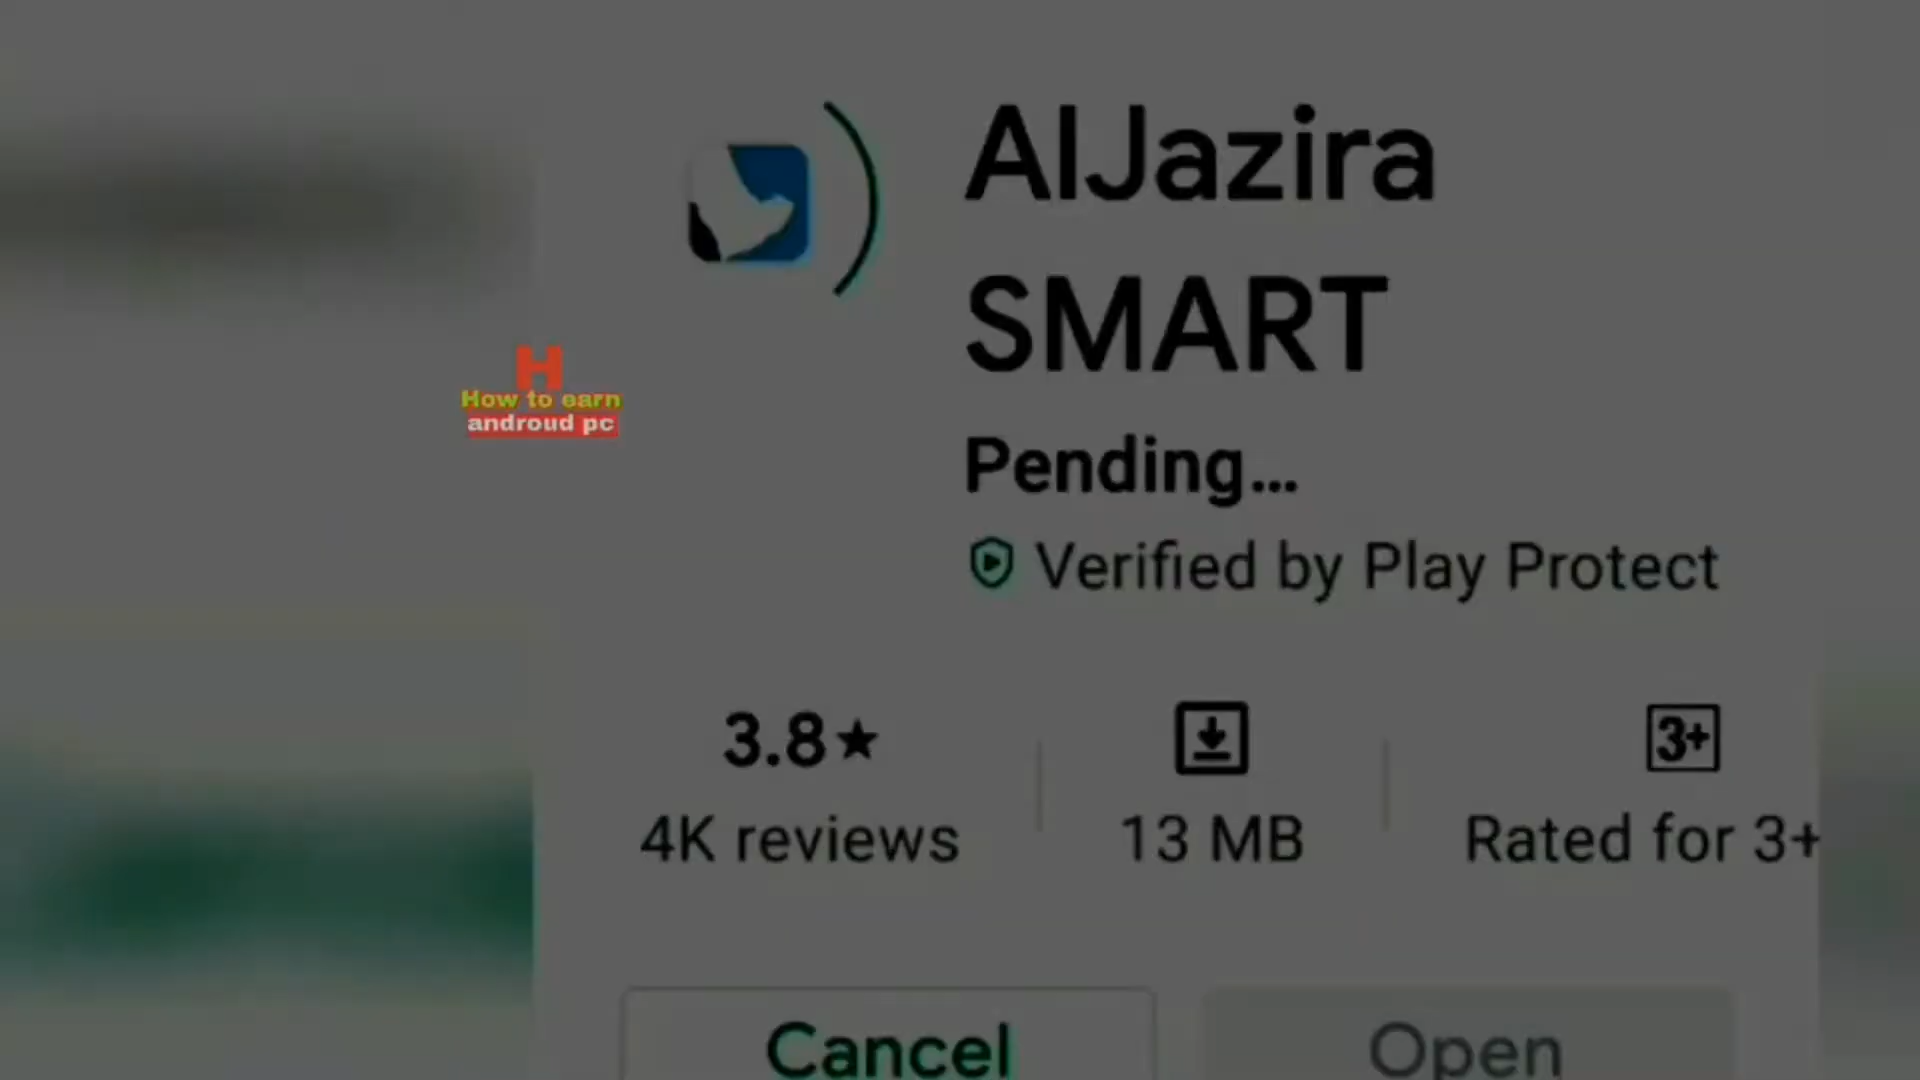 AlJazira
SMART
H
How to earn
androud pc
Pending...
Verified by Play Protect
3.8★
3+
4K reviews
13 MB
Rated for 3+
Cancel
Open